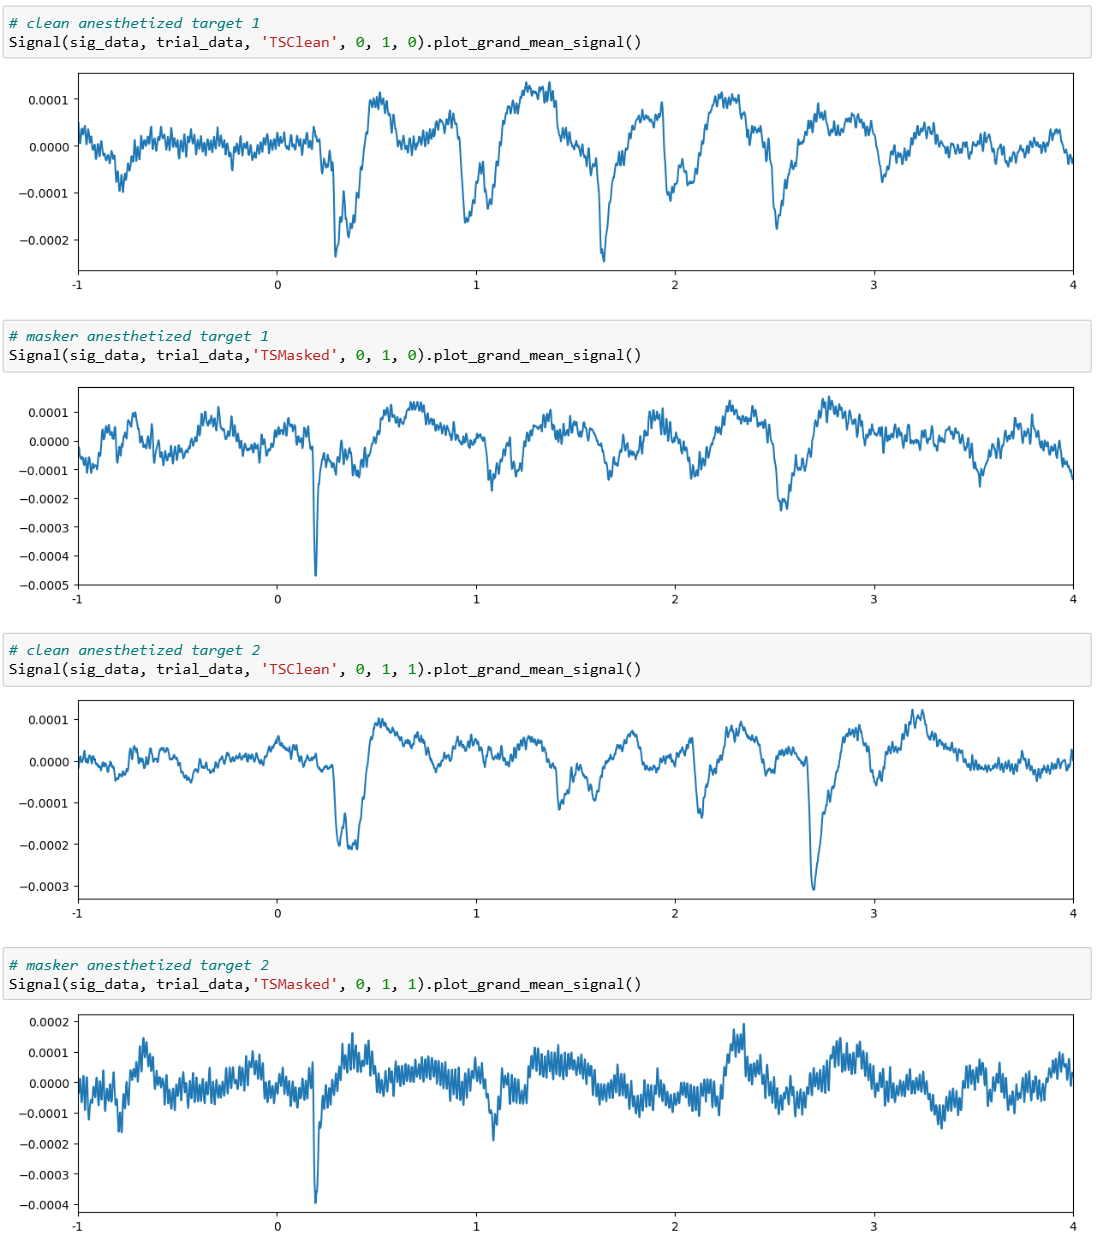 # clean anesthetized target 1
Signal(sig_data, trial_data, 'TSClean', 0, 1, 0).plot_grand_mean_signal()
0.0001
0.0000
−0.0001
−0.0002
-1 0 1 2 3 4
# masker anesthetized target 1
Signal(sig_data, trial_data,'TSMasked', 0, 1, 0).plot_grand_mean_signal()
0.0001
0.0000
−0.0001
−0.0002
−0.0003
−0.0004
−0.0005
-1 0 1 2 3 4
# clean anesthetized target 2
Signal(sig_data, trial_data, 'TSClean', 0, 1, 1).plot_grand_mean_signal()
0.0001
0.0000
−0.0001
−0.0002
−0.0003
-1 0 1 2 3 4
# masker anesthetized target 2
Signal(sig_data, trial_data,'TSMasked', 0, 1, 1).plot_grand_mean_signal()
0.0002
0.0001
0.0000
−0.0001
−0.0002
−0.0003
−0.0004
-1 0 1 2 3 4